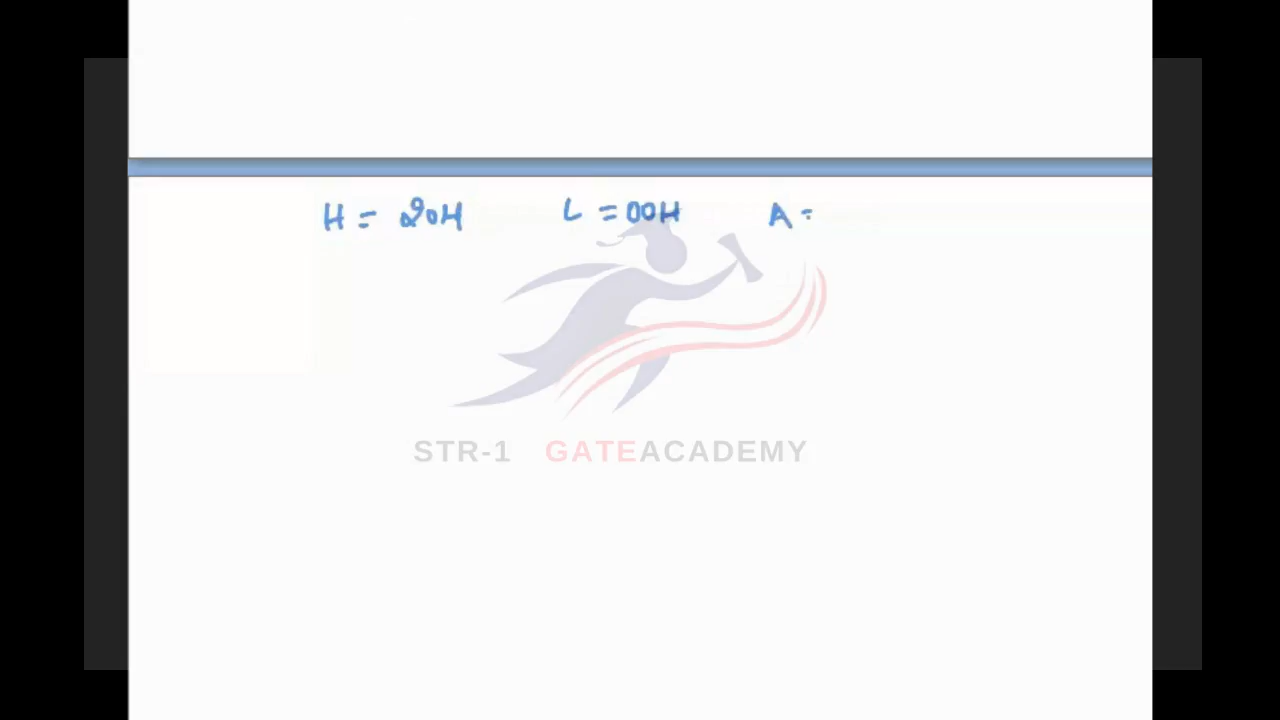 H = 20H L = 00H A =
STR-1 GATEACADEMY